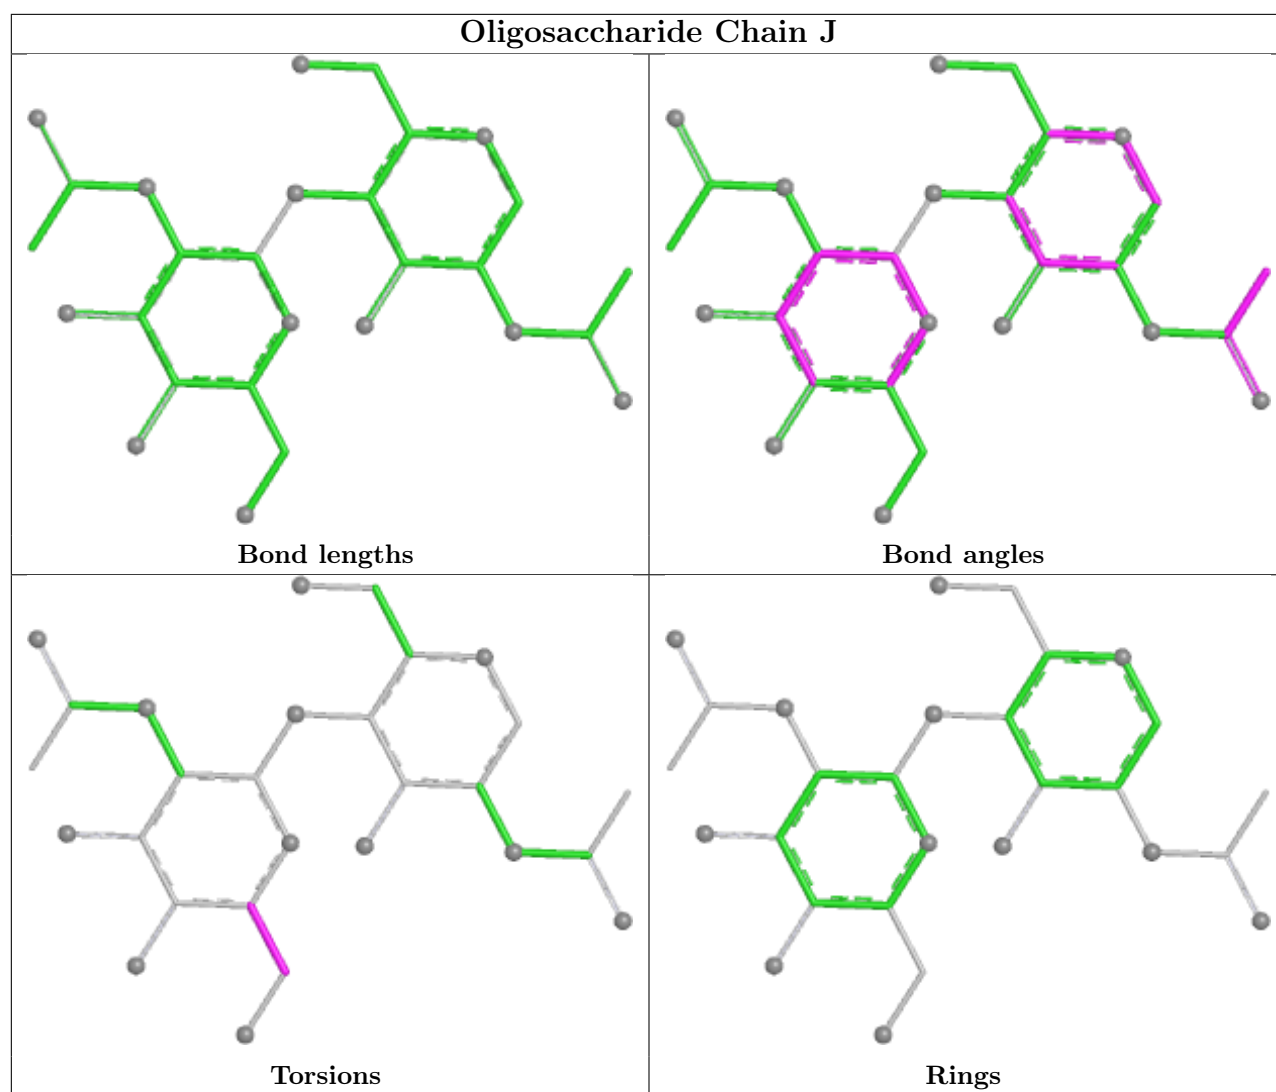 Oligosaccharide Chain J
Bond lengths
Bond angles
Torsions
Rings